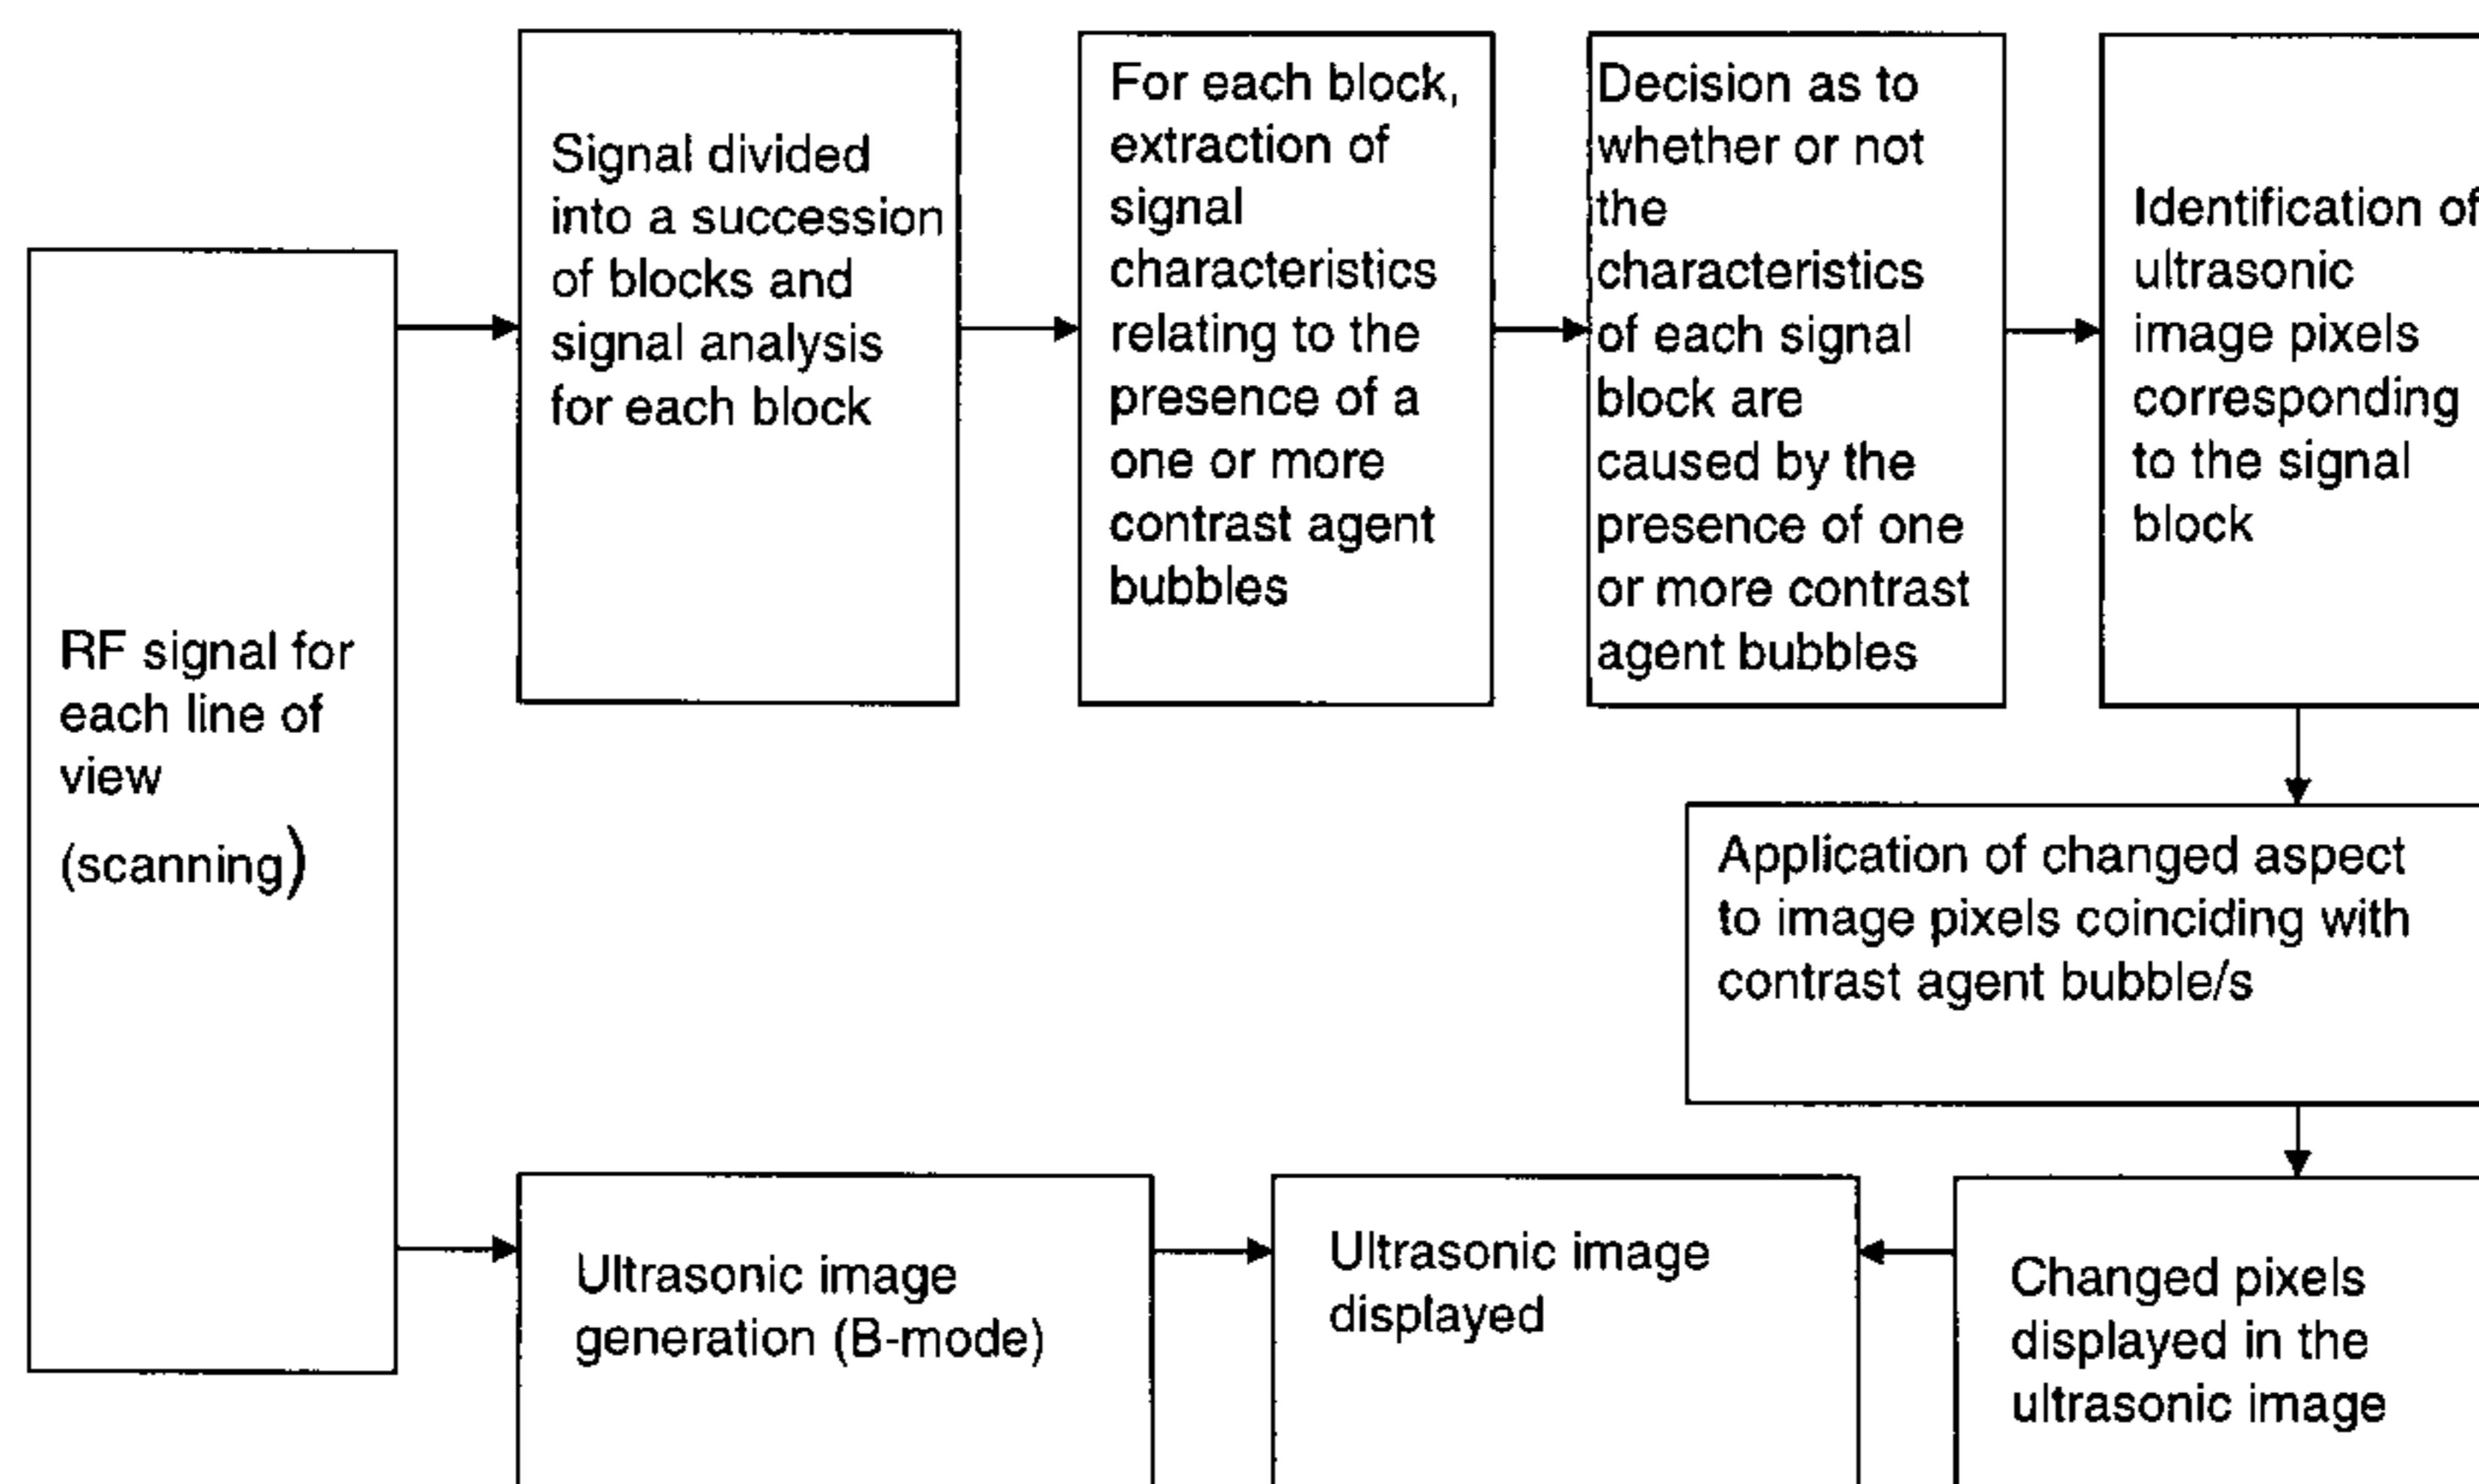 RF signal for
each line of
view
(scanning)
Signal divided
into a succession
of blocks and
signal analysis
for each block
For each block,
extraction of
signal
characteristics
relating to the
presence of a
one or more
contrast agent
bubbles
Decision as to
whether or not
the
characteristics
of each signal
block are
caused by the
presence of one
or more contrast
agent bubbles
Identification of
ultrasonic
image pixels
corresponding
to the signal
block
Application of changed aspect
to image pixels coinciding with
contrast agent bubble/s
Ultrasonic image
generation (B-mode)
Ultrasonic image
displayed
Changed pixels
displayed in the
ultrasonic image